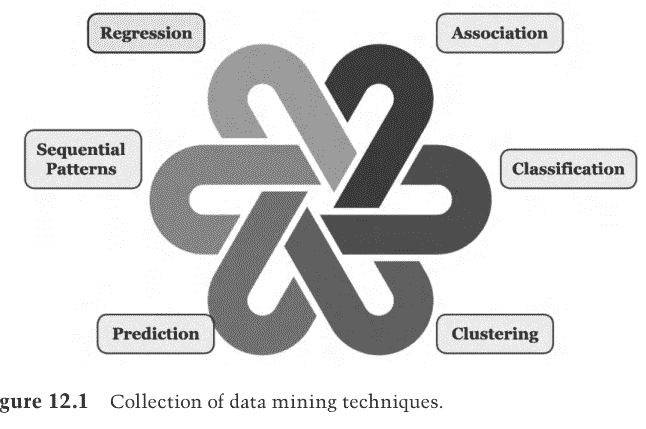 Regression
Association
Sequential
Patterns
Classification
Prediction
Clustering
gure 12.1 Collection of data mining techniques.